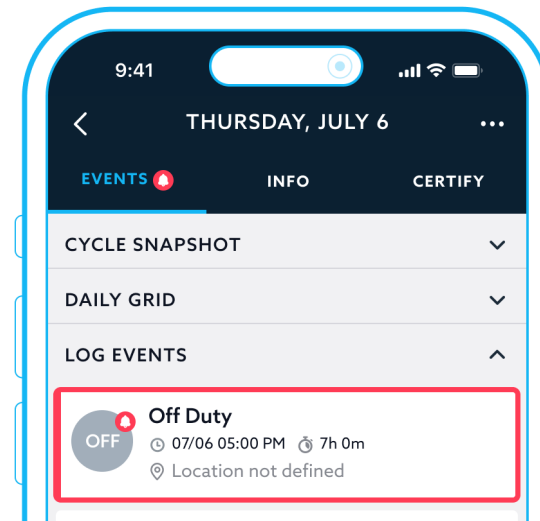 9:41
THURSDAY, JULY 6
EVENTS INFO CERTIFY
CYCLE SNAPSHOT
DAILY GRID
LOG EVENTS
Off Duty
OFF 07/06 05:00 PM 7h 0m
Location not defined